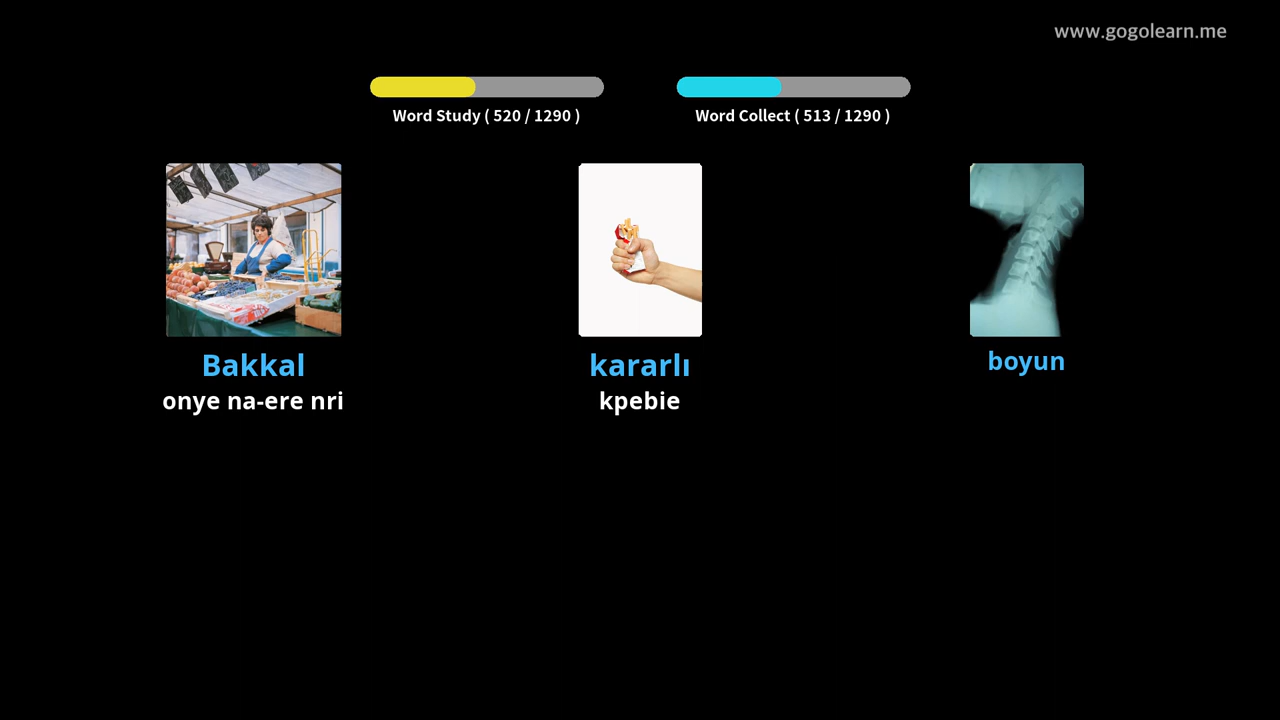 www.gogolearn.me
Word Study ( 520 / 1290 )
Word Collect ( 513 / 1290 )
Bakkal
onye na-ere nri
kararlı
kpebie
boyun